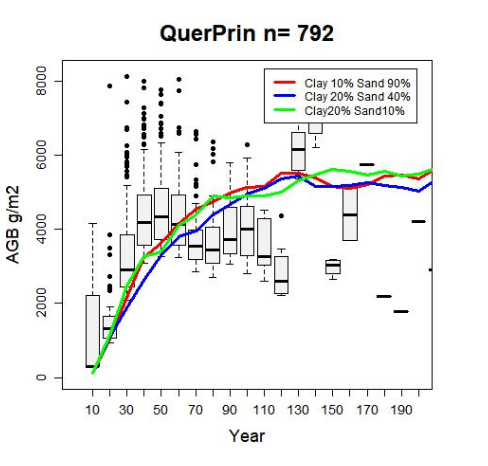 QuerPrin n= 792
Clay 10% Sand 90%
Clay 20% Sand 40%
Clay20% Sand10%
AGB g/m2
8000
6000
4000
2000
0
10 30 50 70 90 110 130 150 170 190
Year